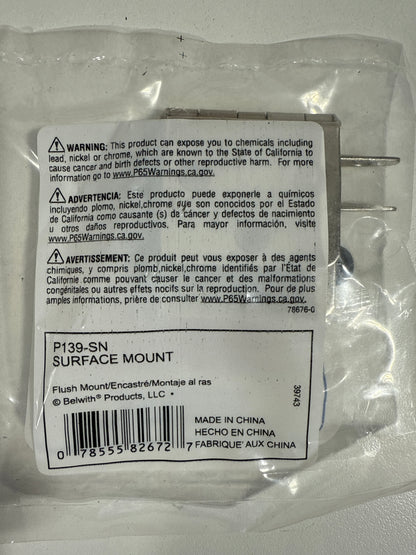 WARNING: This product can expose you to chemicals including
lead, nickel or chrome, which are known to the State of California to
cause cancer and birth defects or other reproductive harm. For more
information go to www.P65Warnings.ca.gov.
ADVERTENCIA: Este producto puede exponerle a químicos
incluyendo plomo, nickel,chrome que son conocidos por el Estado
de California como causante (s) de cáncer y defectos de nacimiento
u otros daños reproductivos. Para mayor información, visite
www.P65Warnings.ca.gov.
AVERTISSEMENT: Ce produit peut vous exposer à des agents
chimiques, y compris plomb,nickel,chrome identifiés par l'État de
Californie comme pouvant causer le cancer et des malformations
congénitales ou autres effets nocifs sur la reproduction. Pour de plus
amples informations, prière de consulter www.P65Warnings.ca.gov.
78676-0
P139-SN
SURFACE MOUNT
Flush Mount/Encastré/Montaje al ras
© Belwith® Products, LLC •
39743
MADE IN CHINA
HECHO EN CHINA
FABRIQUE' AUX CHINA
0 78555 82672 7